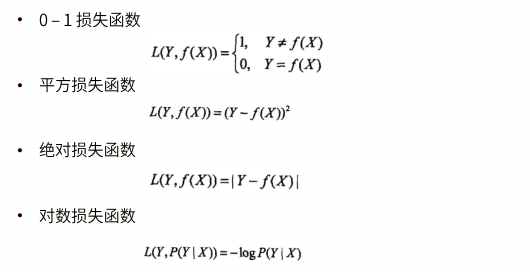 • 0 – 1 损失函数
L(Y, f(X)) = { 1, Y ≠ f(X)
0, Y = f(X)
• 平方损失函数
L(Y, f(X)) = (Y − f(X))²
• 绝对损失函数
L(Y, f(X)) = | Y − f(X) |
• 对数损失函数
L(Y, P(Y | X)) = −log P(Y | X)